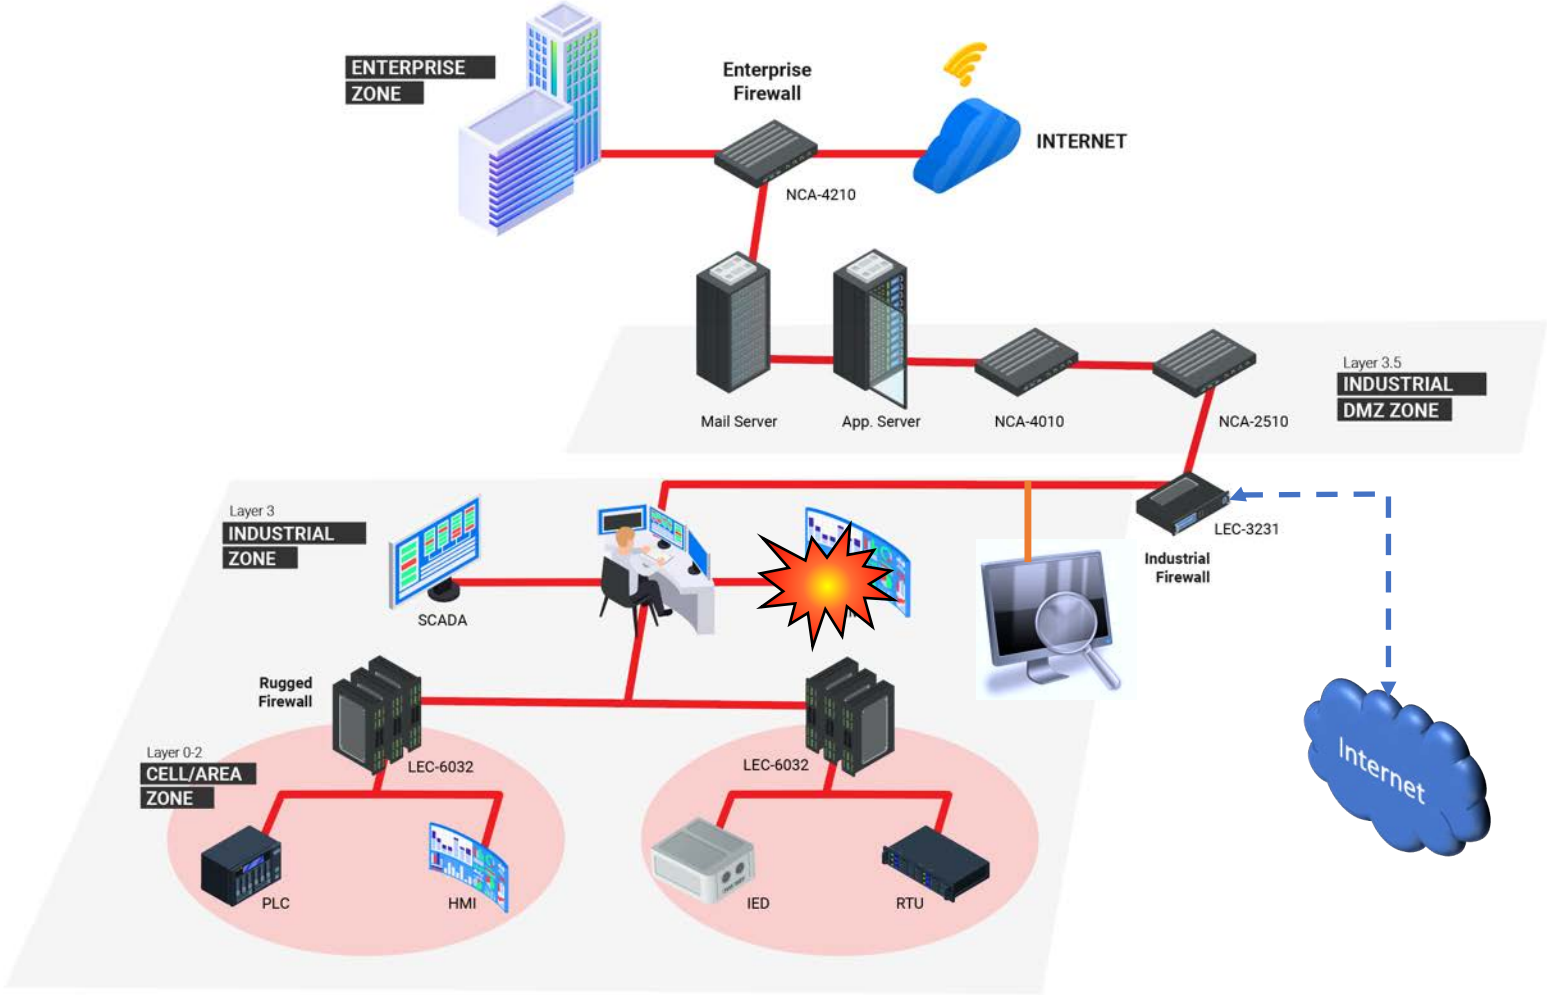 ENTERPRISE
ZONE
Enterprise
Firewall
INTERNET
NCA-4210
Mail Server
App. Server
NCA-4010
NCA-2510
Layer 3.5
INDUSTRIAL
DMZ ZONE
Layer 3
INDUSTRIAL
ZONE
SCADA
LEC-3231
Industrial
Firewall
Rugged
Firewall
LEC-6032
LEC-6032
Layer 0-2
CELL/AREA
ZONE
PLC
HMI
IED
RTU
Internet